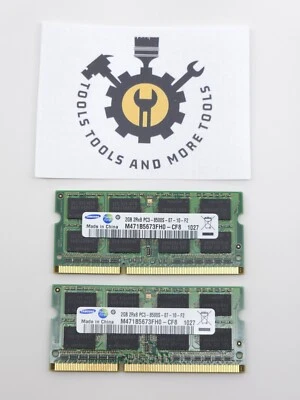 TOOLS TOOLS AND MORE TOOLS
SAMSUNG
2GB 2Rx8 PC3-8500S-07-10-F2
M471B5673FH0-CF8 1027
Made in China
SAMSUNG
2GB 2Rx8 PC3-8500S-07-10-F2
M471B5673FH0-CF8 1027
Made in China